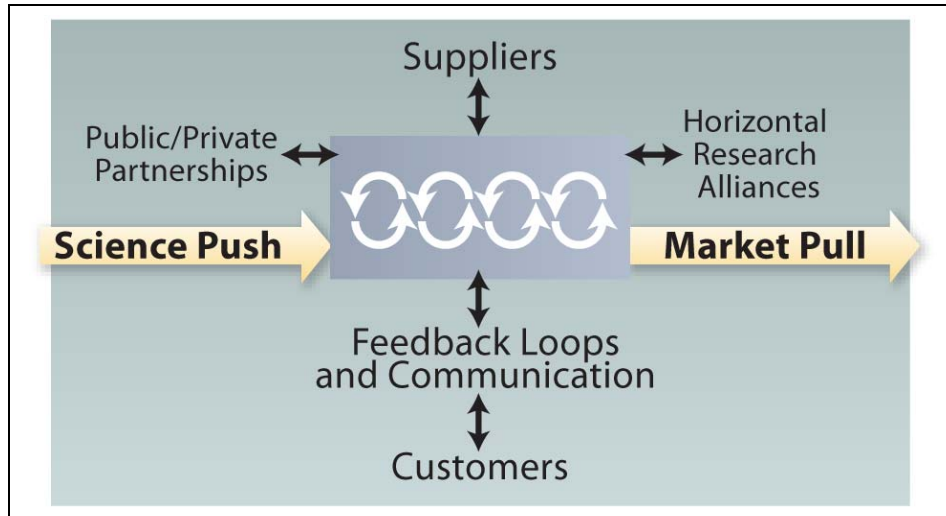 Suppliers
Public/Private
Partnerships
Horizontal
Research
Alliances
Science Push
Market Pull
Feedback Loops
and Communication
Customers